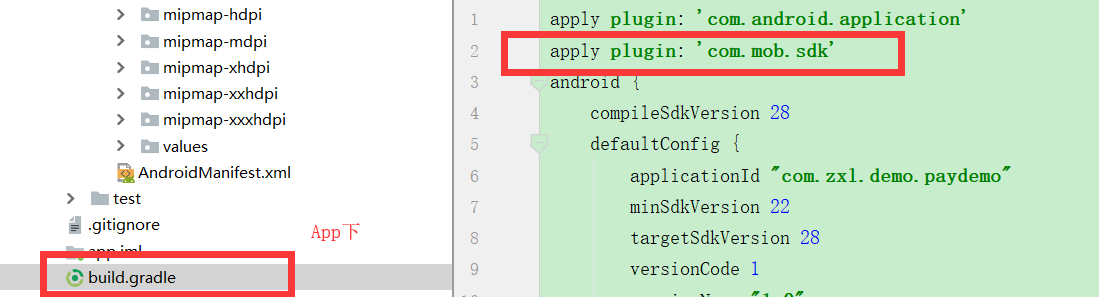 mipmap-hdpi
mipmap-mdpi
mipmap-xhdpi
mipmap-xxhdpi
mipmap-xxxhdpi
values
AndroidManifest.xml
test
.gitignore
App下
app.iml
build.gradle
1 apply plugin: 'com.android.application'
2 apply plugin: 'com.mob.sdk'
3 android {
4 compileSdkVersion 28
5 defaultConfig {
6 applicationId "com.zxl.demo.paydemo"
7 minSdkVersion 22
8 targetSdkVersion 28
9 versionCode 1